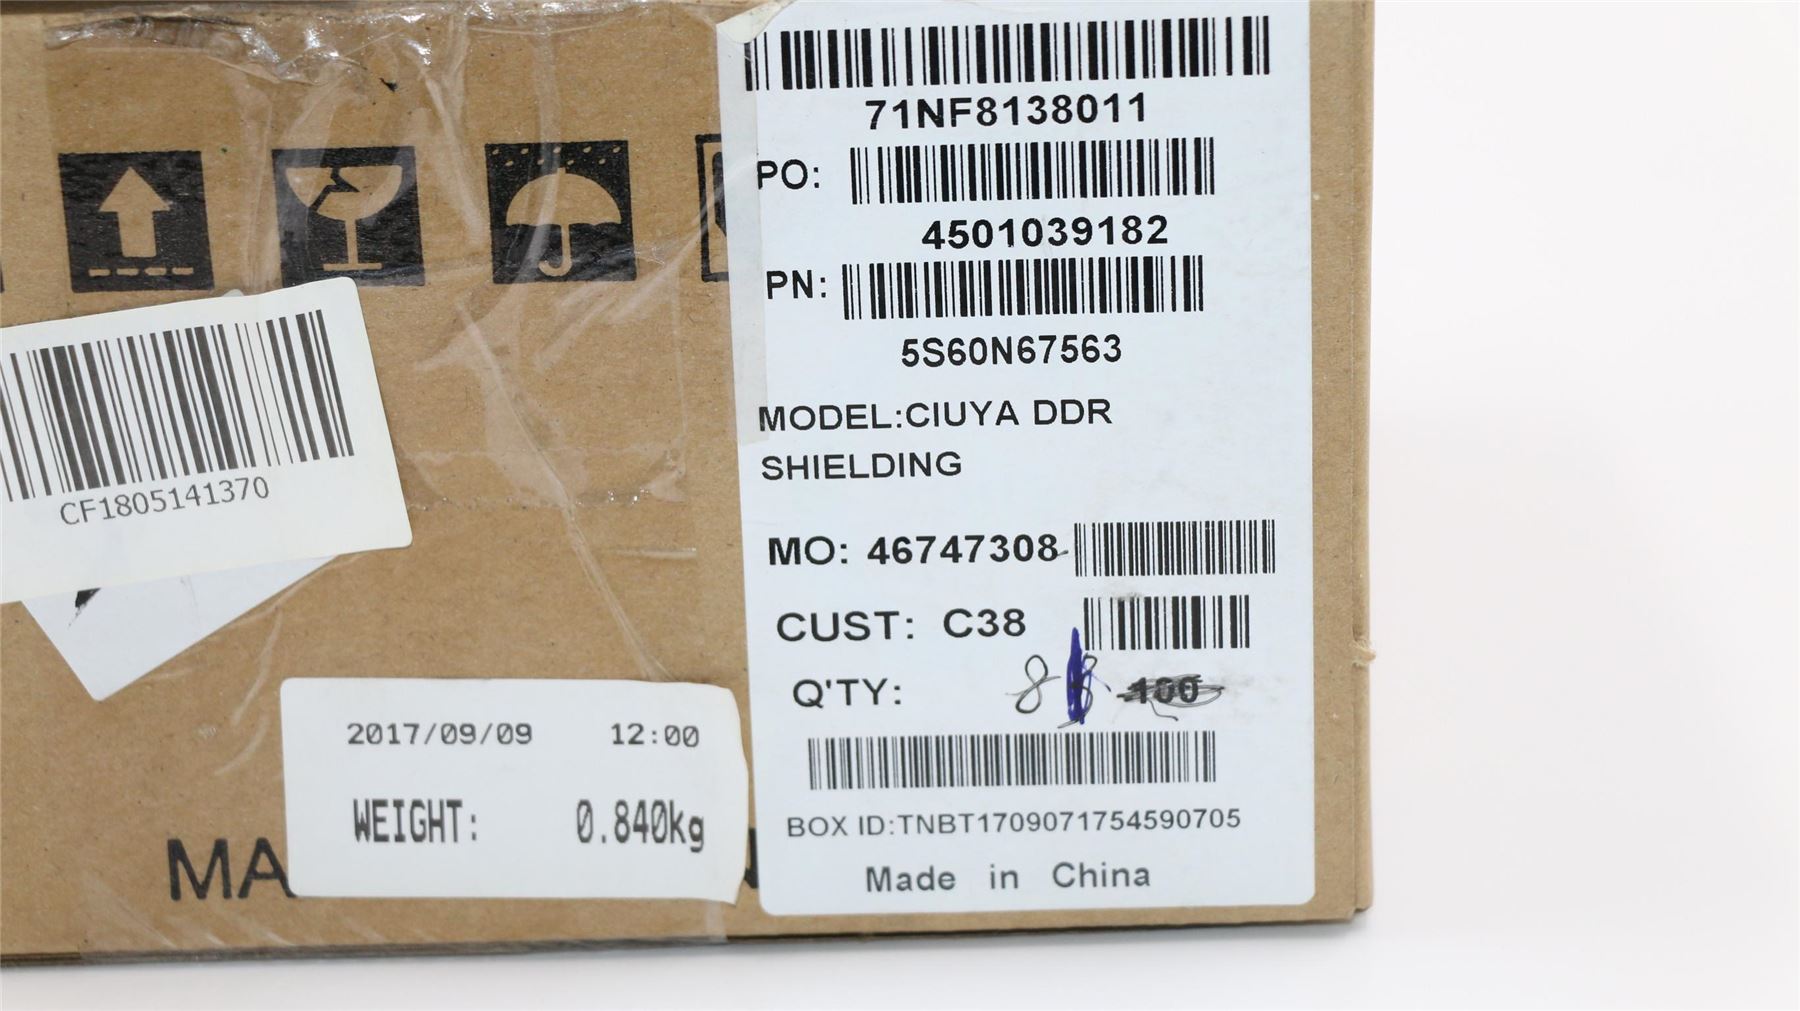 71NF8138011
PO:
4501039182
PN:
5S60N67563
MODEL:CIUYA DDR
SHIELDING
MO: 46747308
CUST: C38
Q'TY: 8 100
BOX ID:TNBT1709071754590705
Made in China
CF1805141370
2017/09/09 12:00
WEIGHT: 0.840kg
MA